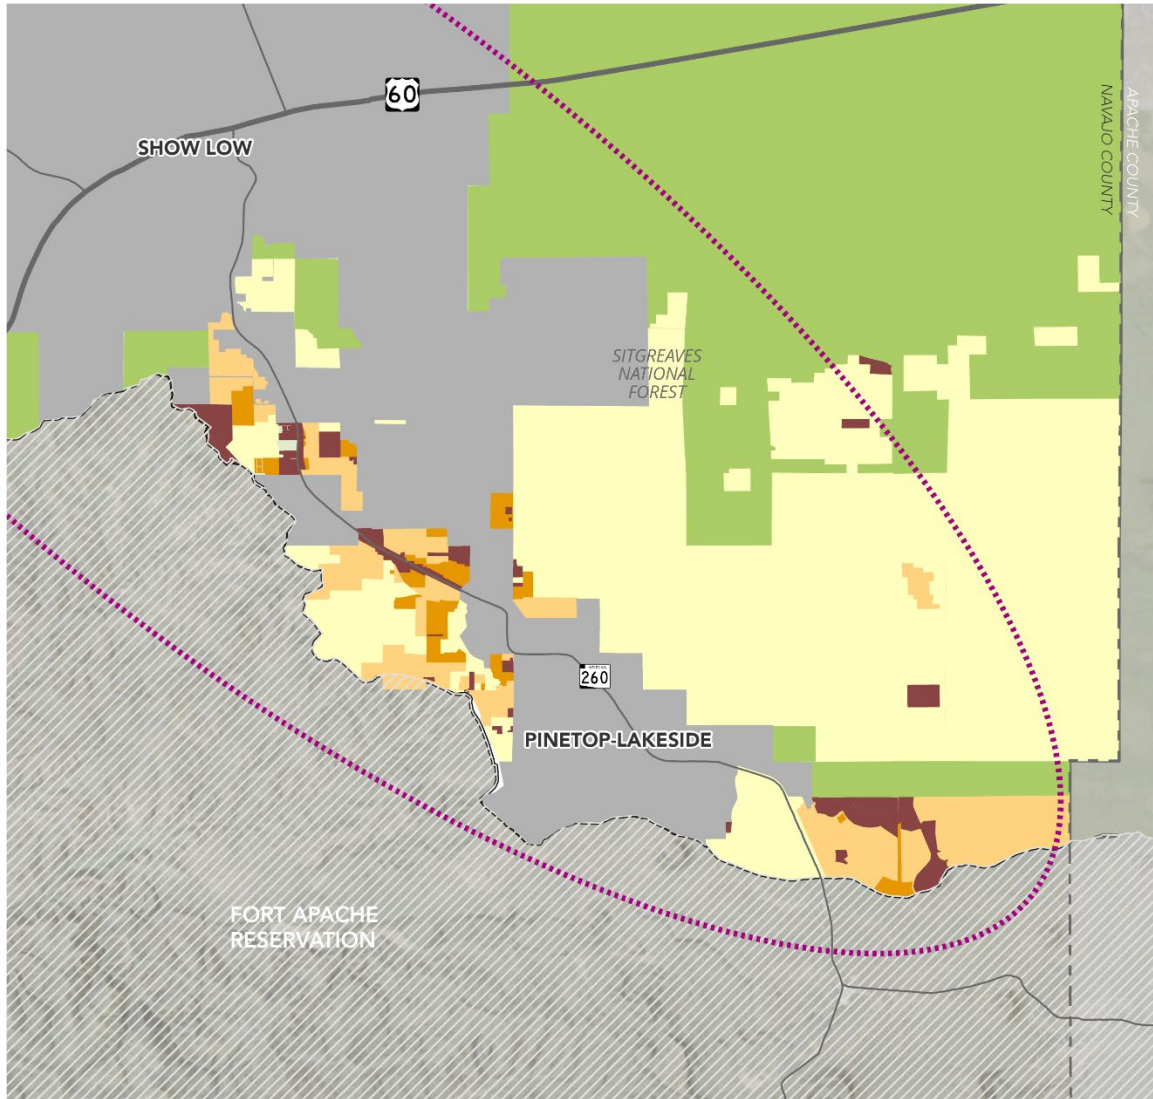 60
SHOW LOW
APACHE COUNTY
NAVAJO COUNTY
SITGREAVES
NATIONAL
FOREST
260
PINETOP-LAKESIDE
FORT APACHE
RESERVATION